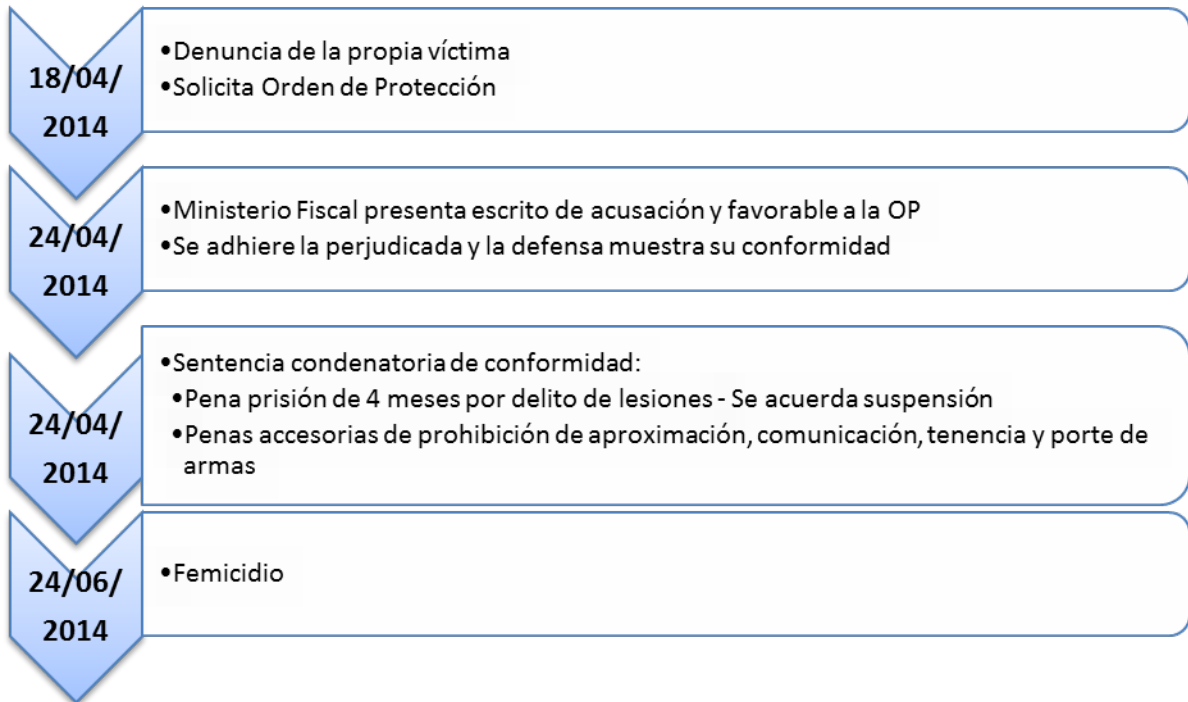 18/04/
2014
•Denuncia de la propia víctima
•Solicita Orden de Protección
24/04/
2014
•Ministerio Fiscal presenta escrito de acusación y favorable a la OP
•Se adhiere la perjudicada y la defensa muestra su conformidad
24/04/
2014
•Sentencia condenatoria de conformidad:
•Pena prisión de 4 meses por delito de lesiones - Se acuerda suspensión
•Penas accesorias de prohibición de aproximación, comunicación, tenencia y porte de
armas
24/06/
2014
•Femicidio